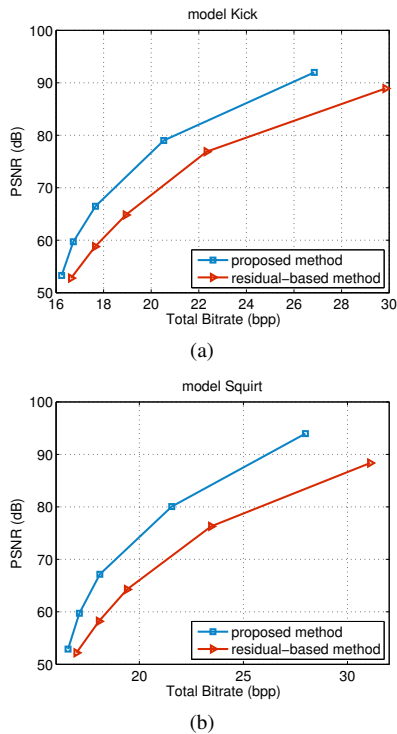 model Kick
100
90
80
70
60
50
PSNR (dB)
proposed method
residual-based method
16 18 20 22 24 26 28 30
Total Bitrate (bpp)
(a)
model Squirt
100
90
80
70
60
50
PSNR (dB)
proposed method
residual-based method
20 25 30
Total Bitrate (bpp)
(b)